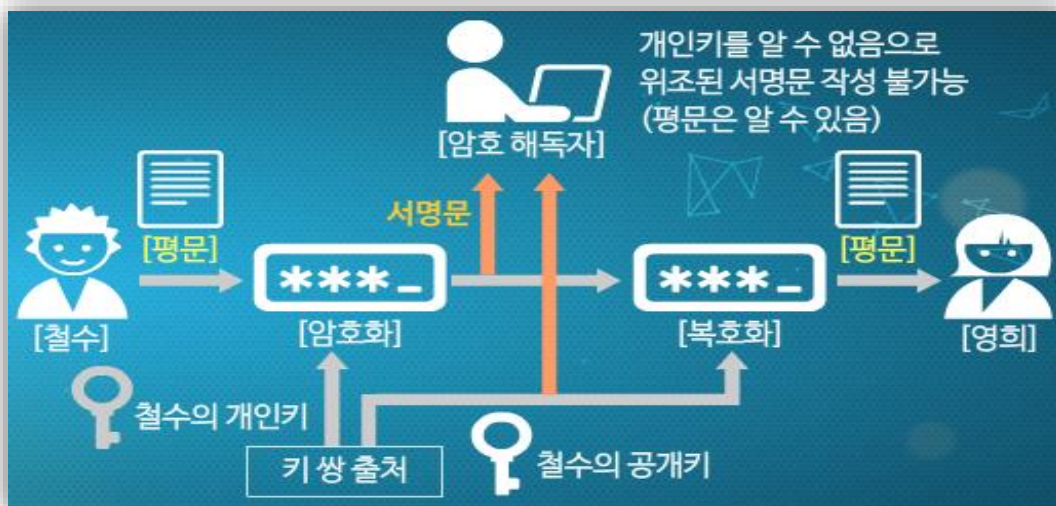 개인키를 알 수 없음으로
위조된 서명문 작성 불가능
(평문은 알 수 있음)
[암호 해독자]
서명문
[평문]
[평문]
***_
***_
[철수]
[암호화]
[복호화]
[영희]
철수의 개인키
키 쌍 출처
철수의 공개키